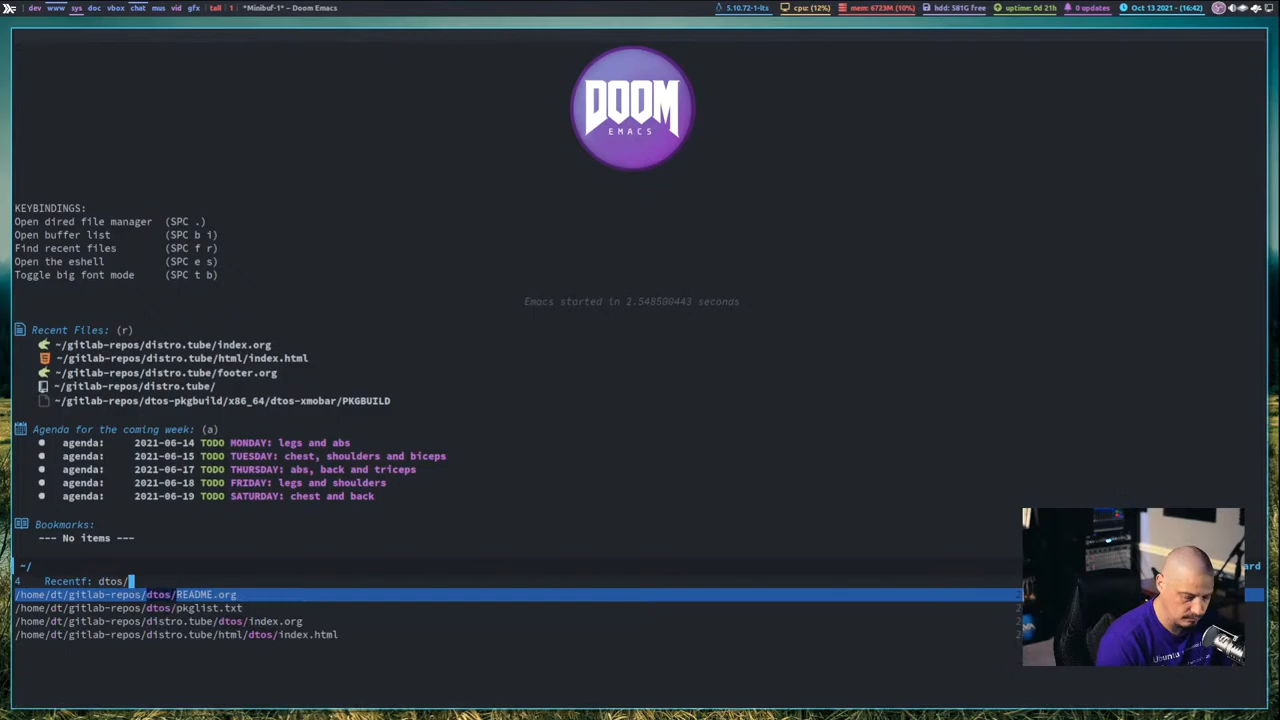 dev www sys doc vbox chat mus vid gfx | tall | 1 | *Minibuf-1* – Doom Emacs 5.10.72-1-lts cpu: (12%) mem: 6723M (10%) hdd: 581G free uptime: 0d 21h 0 updates Oct 13 2021 - (16:42)
DOOM
EMACS
KEYBINDINGS:
Open dired file manager (SPC .)
Open buffer list (SPC b i)
Find recent files (SPC f r)
Open the eshell (SPC e s)
Toggle big font mode (SPC t b)
Emacs started in 2.548500443 seconds
Recent Files: (r)
~/gitlab-repos/distro.tube/index.org
~/gitlab-repos/distro.tube/html/index.html
~/gitlab-repos/distro.tube/footer.org
~/gitlab-repos/distro.tube/
~/gitlab-repos/dtos-pkgbuild/x86_64/dtos-xmobar/PKGBUILD
Agenda for the coming week: (a)
agenda: 2021-06-14 TODO MONDAY: legs and abs
agenda: 2021-06-15 TODO TUESDAY: chest, shoulders and biceps
agenda: 2021-06-17 TODO THURSDAY: abs, back and triceps
agenda: 2021-06-18 TODO FRIDAY: legs and shoulders
agenda: 2021-06-19 TODO SATURDAY: chest and back
Bookmarks:
--- No items ---
~/
4 Recentf: dtos/
/home/dt/gitlab-repos/dtos/README.org 2
/home/dt/gitlab-repos/dtos/pkglist.txt 2
/home/dt/gitlab-repos/distro.tube/dtos/index.org 2
/home/dt/gitlab-repos/distro.tube/html/dtos/index.html 2